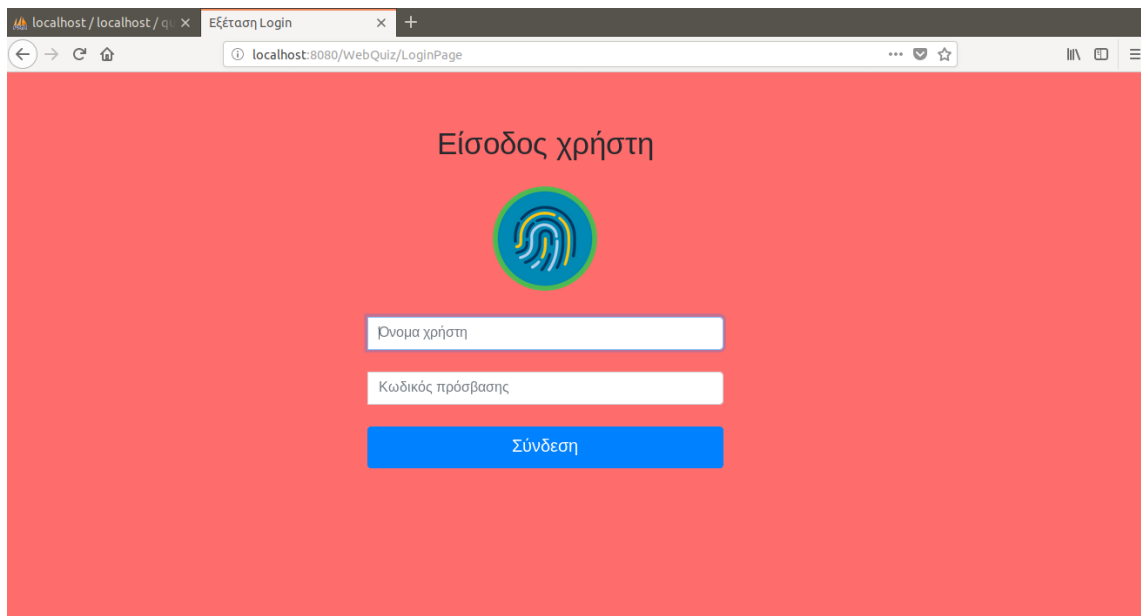 localhost / localhost / qu
Εξέταση Login
localhost:8080/WebQuiz/LoginPage
Είσοδος χρήστη
Όνομα χρήστη
Κωδικός πρόσβασης
Σύνδεση